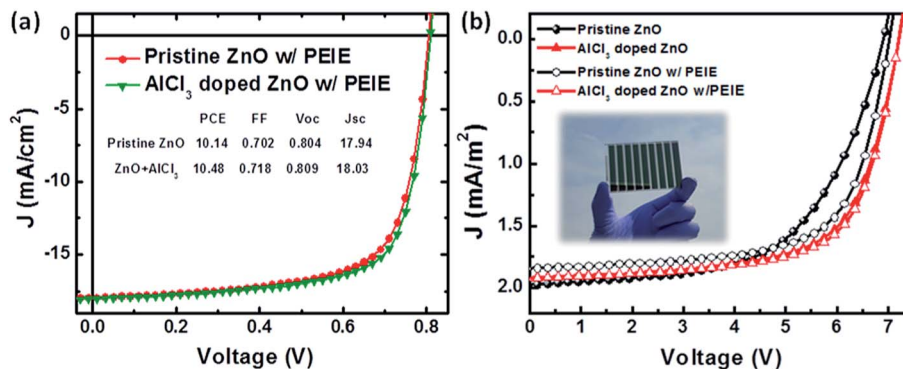 (a)
0
-5
-10
-15
J (mA/cm²)
Pristine ZnO w/ PEIE
AlCl₃ doped ZnO w/ PEIE
PCE FF Voc Jsc
Pristine ZnO 10.14 0.702 0.804 17.94
ZnO+AlCl₃ 10.48 0.718 0.809 18.03
0.0 0.2 0.4 0.6 0.8
Voltage (V)
(b)
0.0
0.5
1.0
1.5
2.0
J (mA/m²)
Pristine ZnO
AlCl₃ doped ZnO
Pristine ZnO w/ PEIE
AlCl₃ doped ZnO w/PEIE
0 1 2 3 4 5 6 7
Voltage (V)